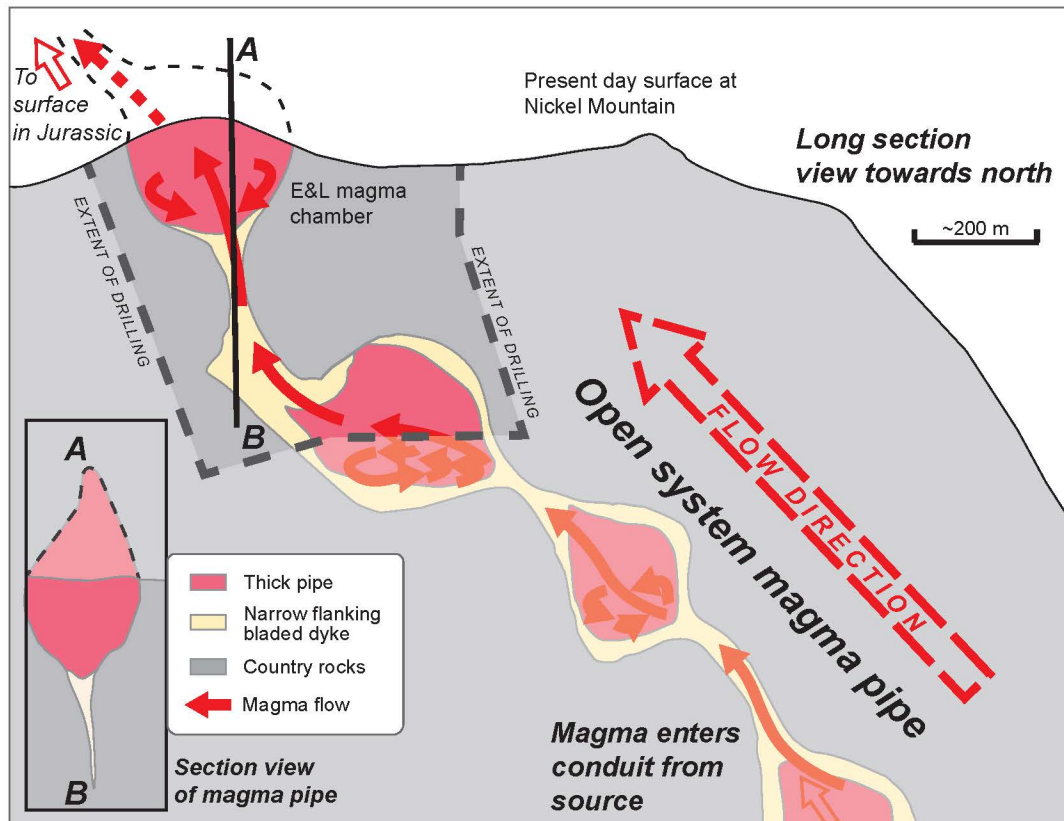 To
surface
in Jurassic
A
Present day surface at
Nickel Mountain
Long section
view towards north
~200 m
E&L magma
chamber
EXTENT OF DRILLING
EXTENT OF DRILLING
B
FLOW DIRECTION
Open system magma pipe
A
B
Thick pipe
Narrow flanking
bladed dyke
Country rocks
Magma flow
Section view
of magma pipe
Magma enters
conduit from
source